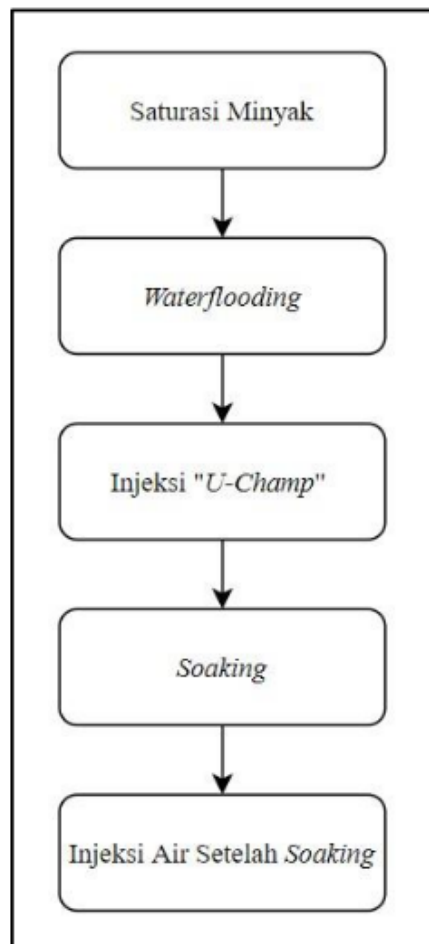 Saturasi Minyak
Waterflooding
Injeksi "U-Champ"
Soaking
Injeksi Air Setelah Soaking